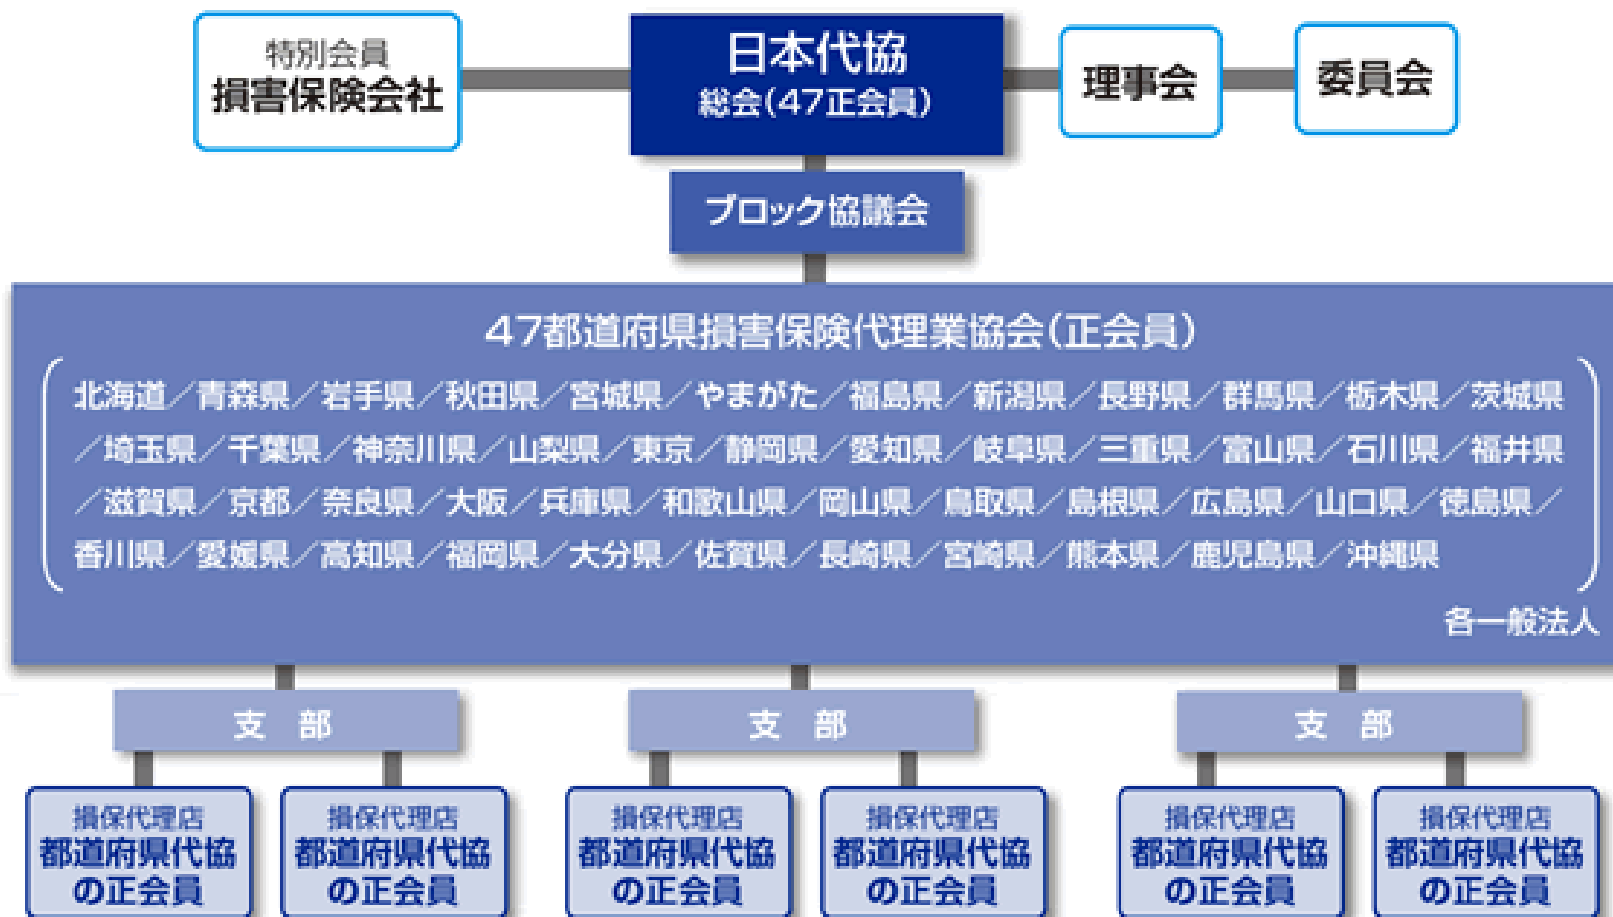 特別会員
損害保険会社
日本代協
総会(47正会員)
理事会
委員会
ブロック協議会
47都道府県損害保険代理業協会(正会員)
北海道／青森県／岩手県／秋田県／宮城県／やまがた／福島県／新潟県／長野県／群馬県／栃木県／茨城県
／埼玉県／千葉県／神奈川県／山梨県／東京／静岡県／愛知県／岐阜県／三重県／富山県／石川県／福井県
／滋賀県／京都／奈良県／大阪／兵庫県／和歌山県／岡山県／鳥取県／島根県／広島県／山口県／徳島県／
香川県／愛媛県／高知県／福岡県／大分県／佐賀県／長崎県／宮崎県／熊本県／鹿児島県／沖縄県
各一般法人
支　部
支　部
支　部
損保代理店
都道府県代協
の正会員
損保代理店
都道府県代協
の正会員
損保代理店
都道府県代協
の正会員
損保代理店
都道府県代協
の正会員
損保代理店
都道府県代協
の正会員
損保代理店
都道府県代協
の正会員